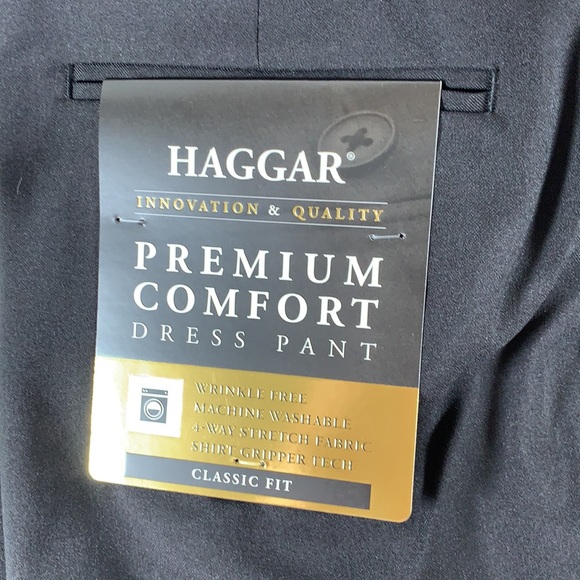 HAGGAR®
INNOVATION & QUALITY
PREMIUM
COMFORT
DRESS PANT
WRINKLE FREE
MACHINE WASHABLE
4-WAY STRETCH FABRIC
SHIRT GRIPPER TECH
CLASSIC FIT